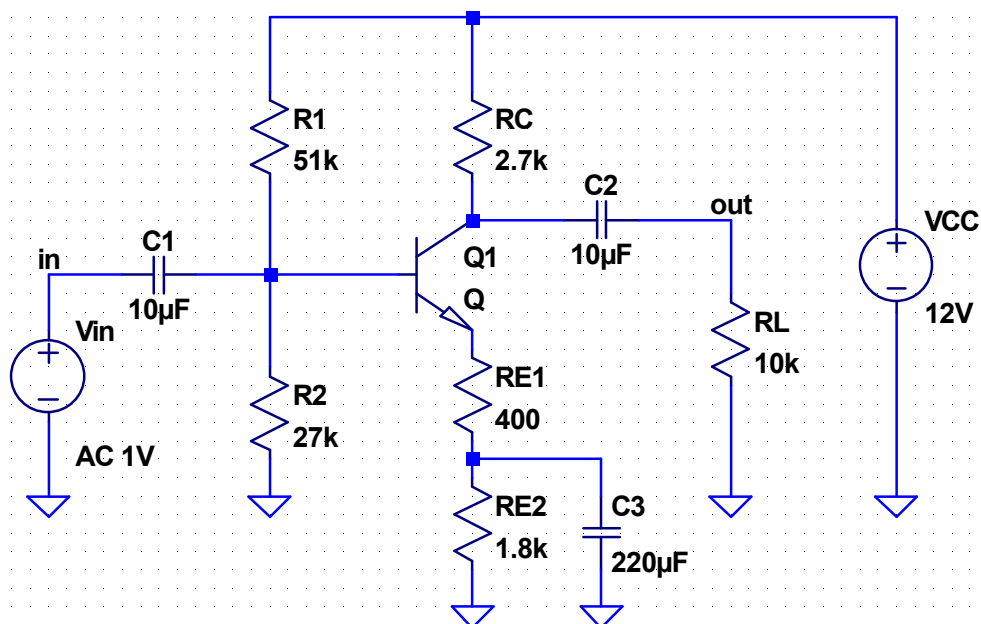 R1
51k
RC
2.7k
C2
10µF
out
VCC
12V
in
C1
10µF
Q1
Q
Vin
AC 1V
R2
27k
RE1
400
RL
10k
RE2
1.8k
C3
220µF